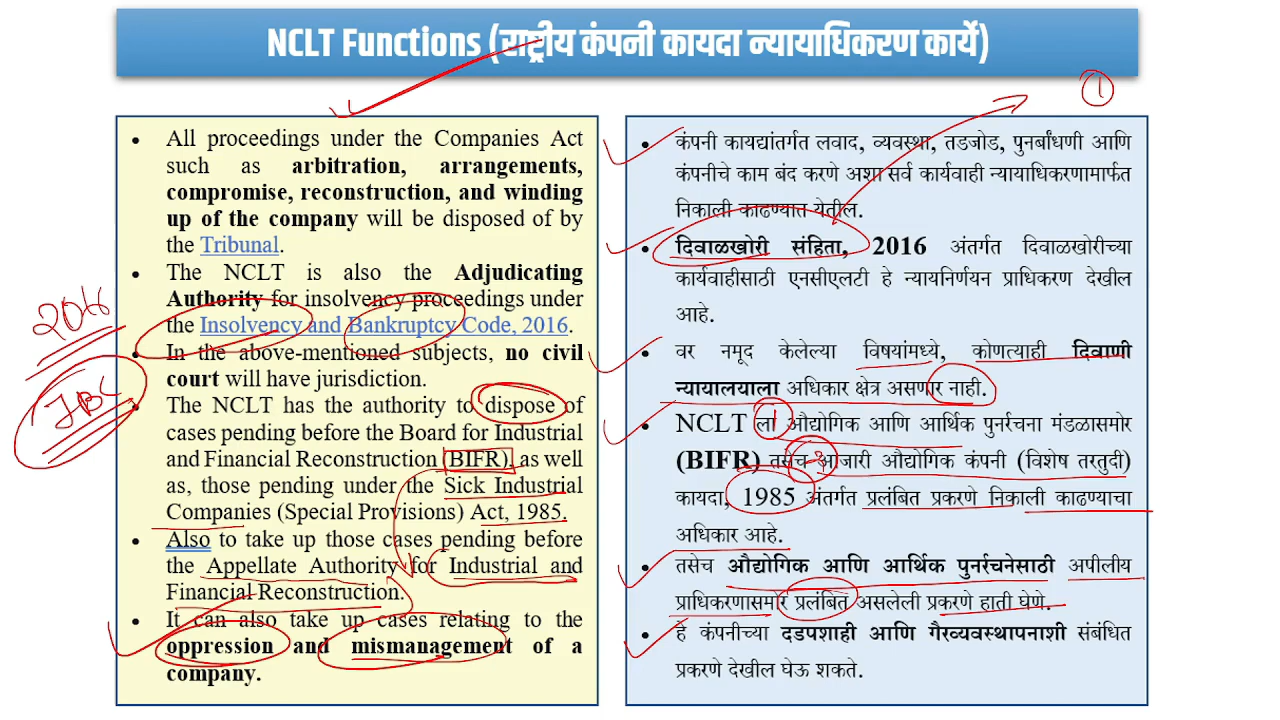 NCLT Functions (राष्ट्रीय कंपनी कायदा न्यायाधिकरण कार्ये)
• All proceedings under the Companies Act
such as arbitration, arrangements,
compromise, reconstruction, and winding
up of the company will be disposed of by
the Tribunal.
• The NCLT is also the Adjudicating
Authority for insolvency proceedings under
the Insolvency and Bankruptcy Code, 2016.
• In the above-mentioned subjects, no civil
court will have jurisdiction.
• The NCLT has the authority to dispose of
cases pending before the Board for Industrial
and Financial Reconstruction (BIFR), as well
as, those pending under the Sick Industrial
Companies (Special Provisions) Act, 1985.
• Also to take up those cases pending before
the Appellate Authority for Industrial and
Financial Reconstruction.
• It can also take up cases relating to the
oppression and mismanagement of a
company.
2016
IBC
1
• कंपनी कायद्यांतर्गत लवाद, व्यवस्था, तडजोड, पुनर्बांधणी आणि
कंपनीचे काम बंद करणे अशा सर्व कार्यवाही न्यायाधिकरणामार्फत
निकाली काढण्यात येतील.
• दिवाळखोरी संहिता, 2016 अंतर्गत दिवाळखोरीच्या
कार्यवाहीसाठी एनसीएलटी हे न्यायनिर्णयन प्राधिकरण देखील
आहे.
• वर नमूद केलेल्या विषयांमध्ये, कोणत्याही दिवाणी
न्यायालयाला अधिकार क्षेत्र असणार नाही.
• NCLT ला औद्योगिक आणि आर्थिक पुनर्रचना मंडळासमोर
(BIFR) तसेच आजारी औद्योगिक कंपनी (विशेष तरतुदी)
कायदा, 1985 अंतर्गत प्रलंबित प्रकरणे निकाली काढण्याचा
अधिकार आहे.
• तसेच औद्योगिक आणि आर्थिक पुनर्रचनेसाठी अपीलीय
प्राधिकरणासमोर प्रलंबित असलेली प्रकरणे हाती घेणे.
• हे कंपनीच्या दडपशाही आणि गैरव्यवस्थापनाशी संबंधित
प्रकरणे देखील घेऊ शकते.